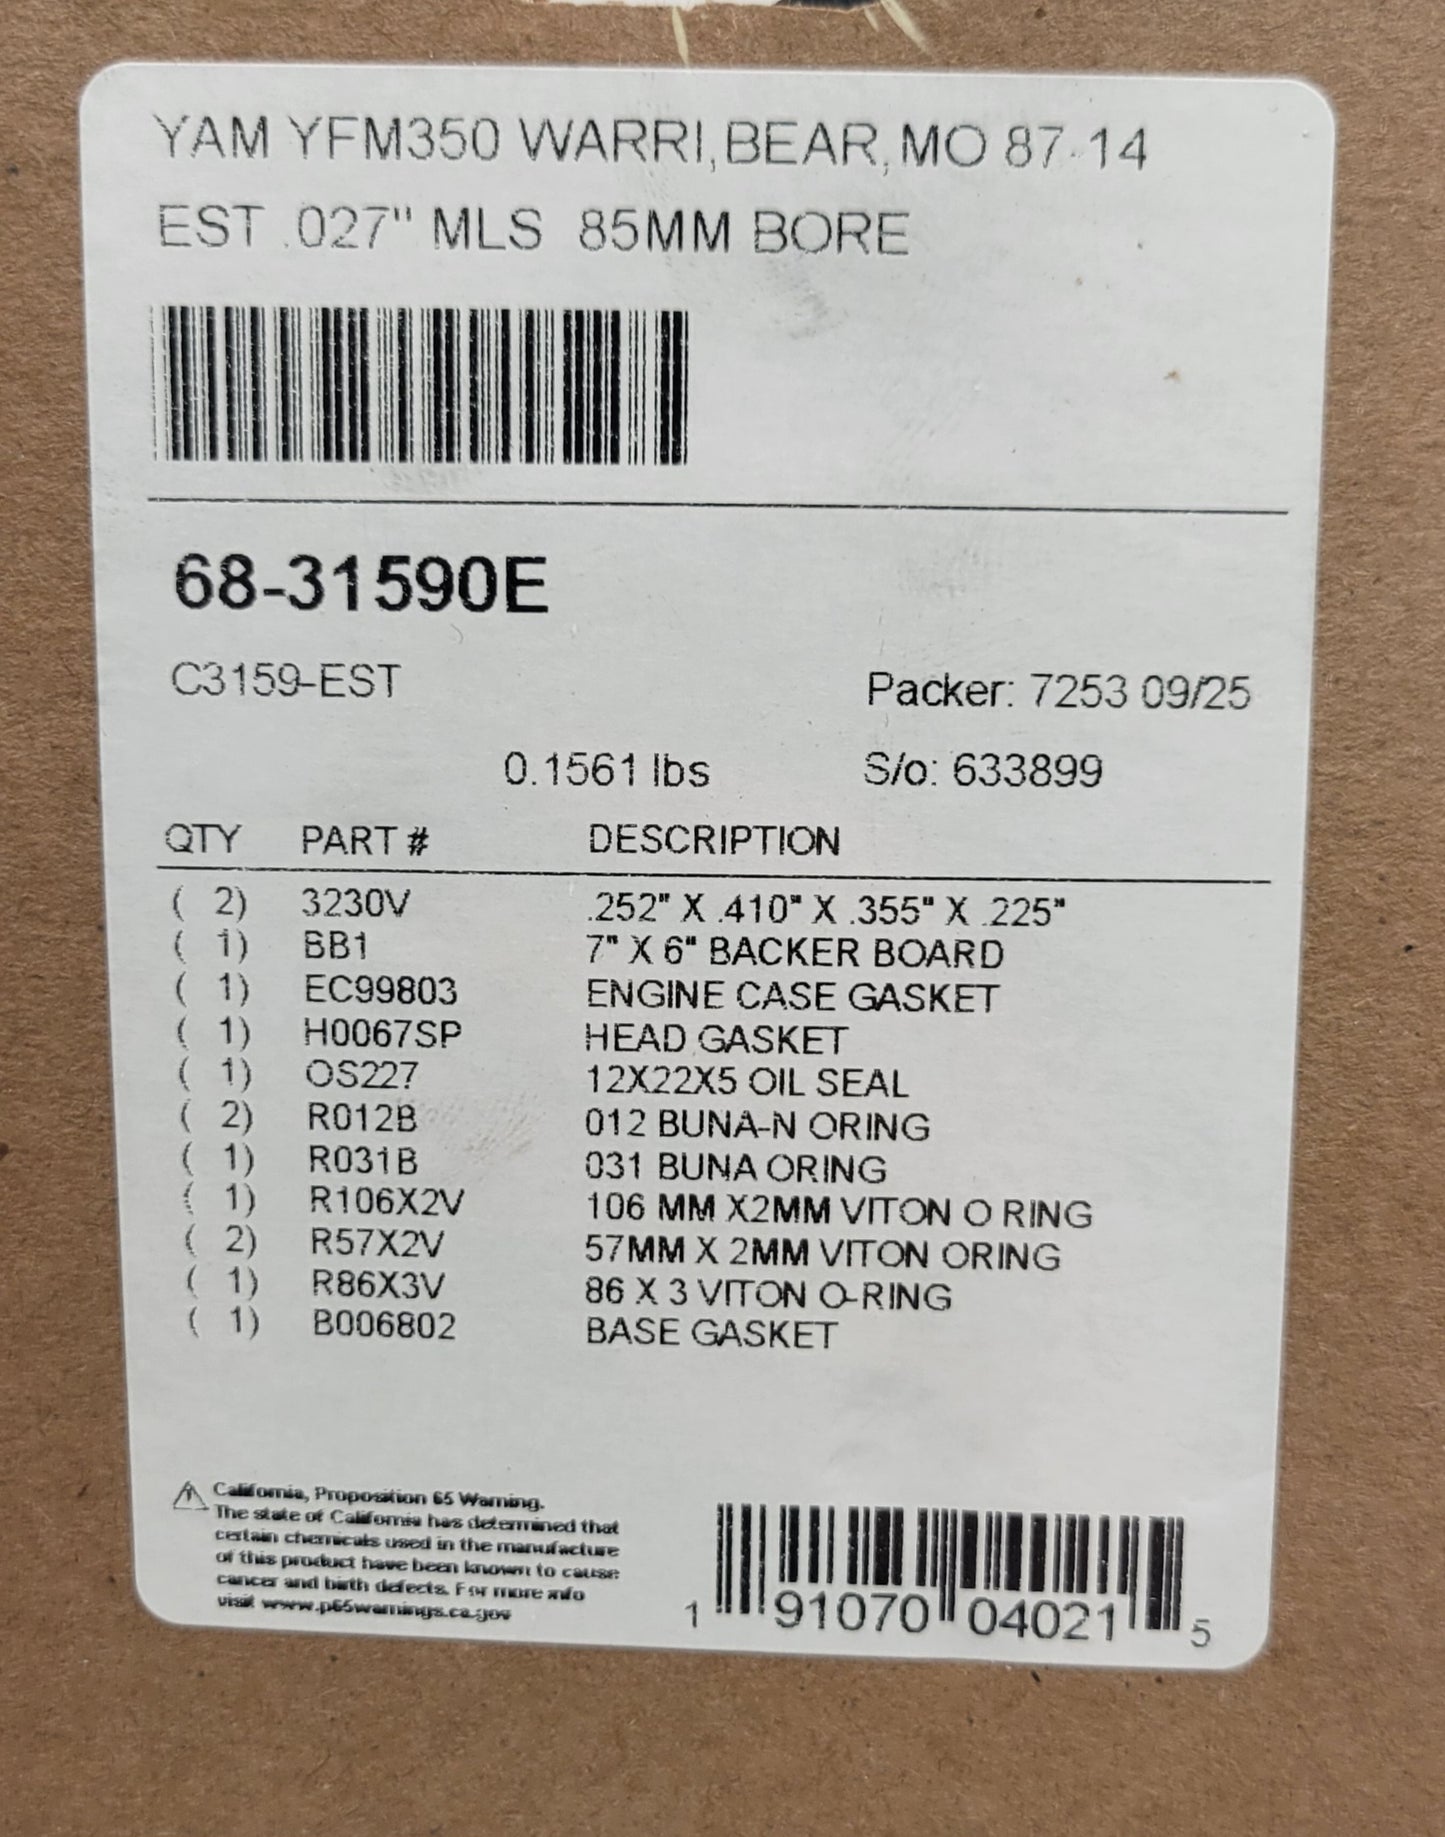 YAM YFM350 WARRI,BEAR,MO 87-14
EST .027" MLS 85MM BORE
68-31590E
C3159-EST
Packer: 7253 09/25
0.1561 lbs
S/o: 633899
QTY PART # DESCRIPTION
( 2) 3230V .252" X .410" X .355" X .225"
( 1) BB1 7" X 6" BACKER BOARD
( 1) EC99803 ENGINE CASE GASKET
( 1) H0067SP HEAD GASKET
( 1) OS227 12X22X5 OIL SEAL
( 2) R012B 012 BUNA-N ORING
( 1) R031B 031 BUNA ORING
( 1) R106X2V 106 MM X2MM VITON O RING
( 2) R57X2V 57MM X 2MM VITON ORING
( 1) R86X3V 86 X 3 VITON O-RING
( 1) B006802 BASE GASKET
California, Proposition 65 Warning.
The state of California has determined that
certain chemicals used in the manufacture
of this product have been known to cause
cancer and birth defects. For more info
visit www.p65warnings.ca.gov
1 91070 04021 5